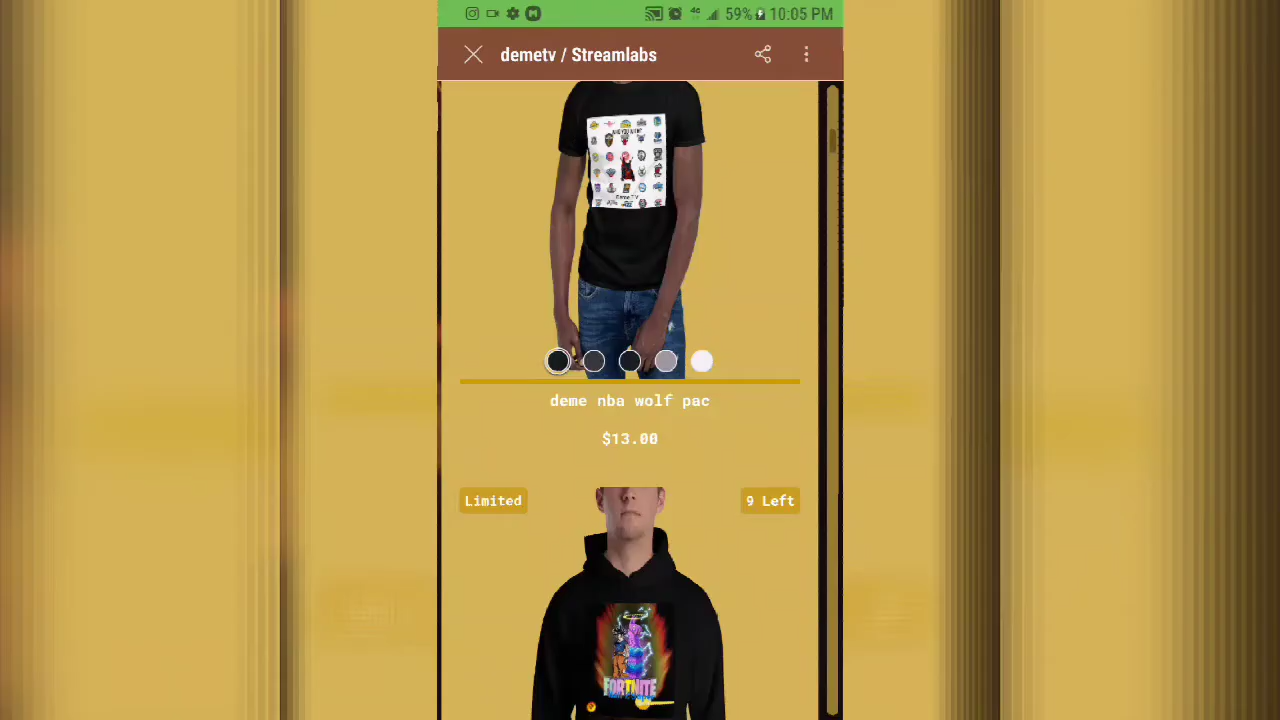 59% 10:05 PM
demetv / Streamlabs
deme nba wolf pac
$13.00
Limited
9 Left
FORTNITE